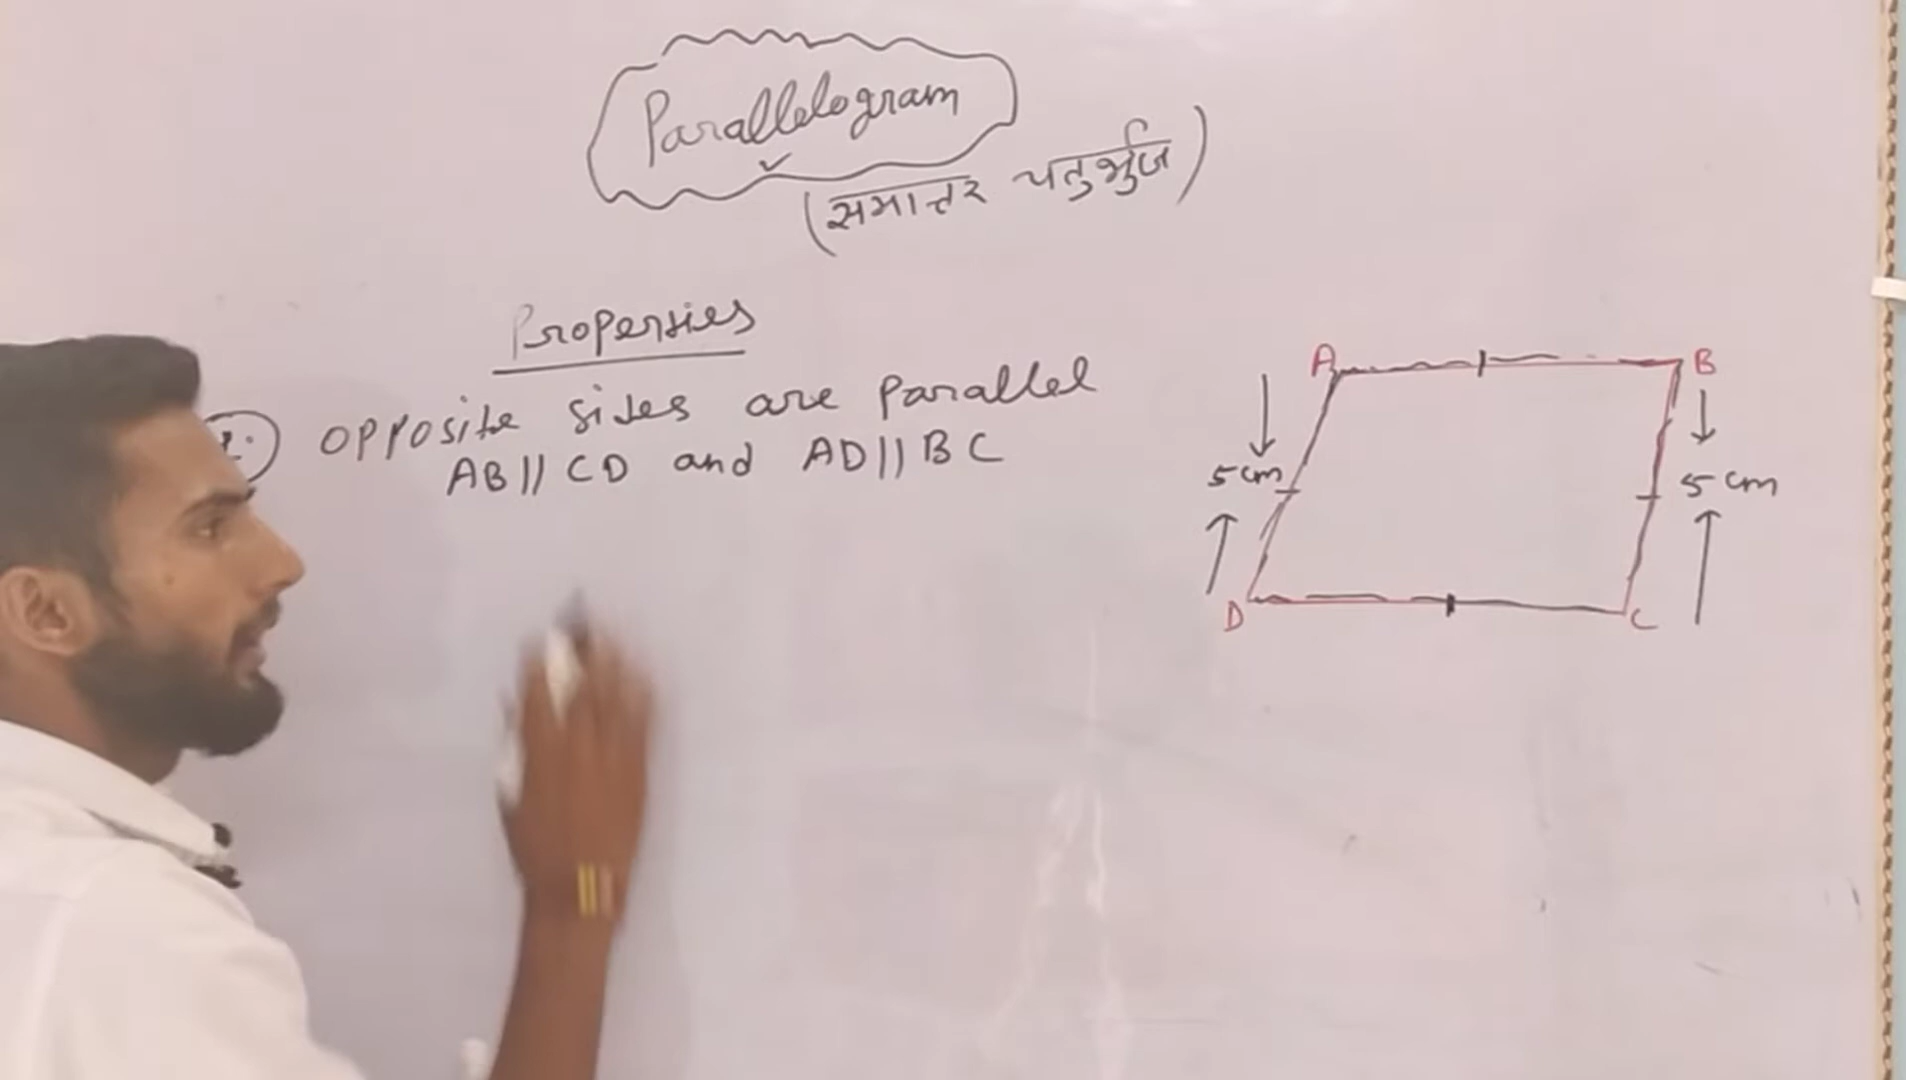 Parallelogram
(समान्तर चतुर्भुज)
Properties
1. opposite sides are parallel
AB||CD and AD||BC
A
B
5 cm
5 cm
D
C